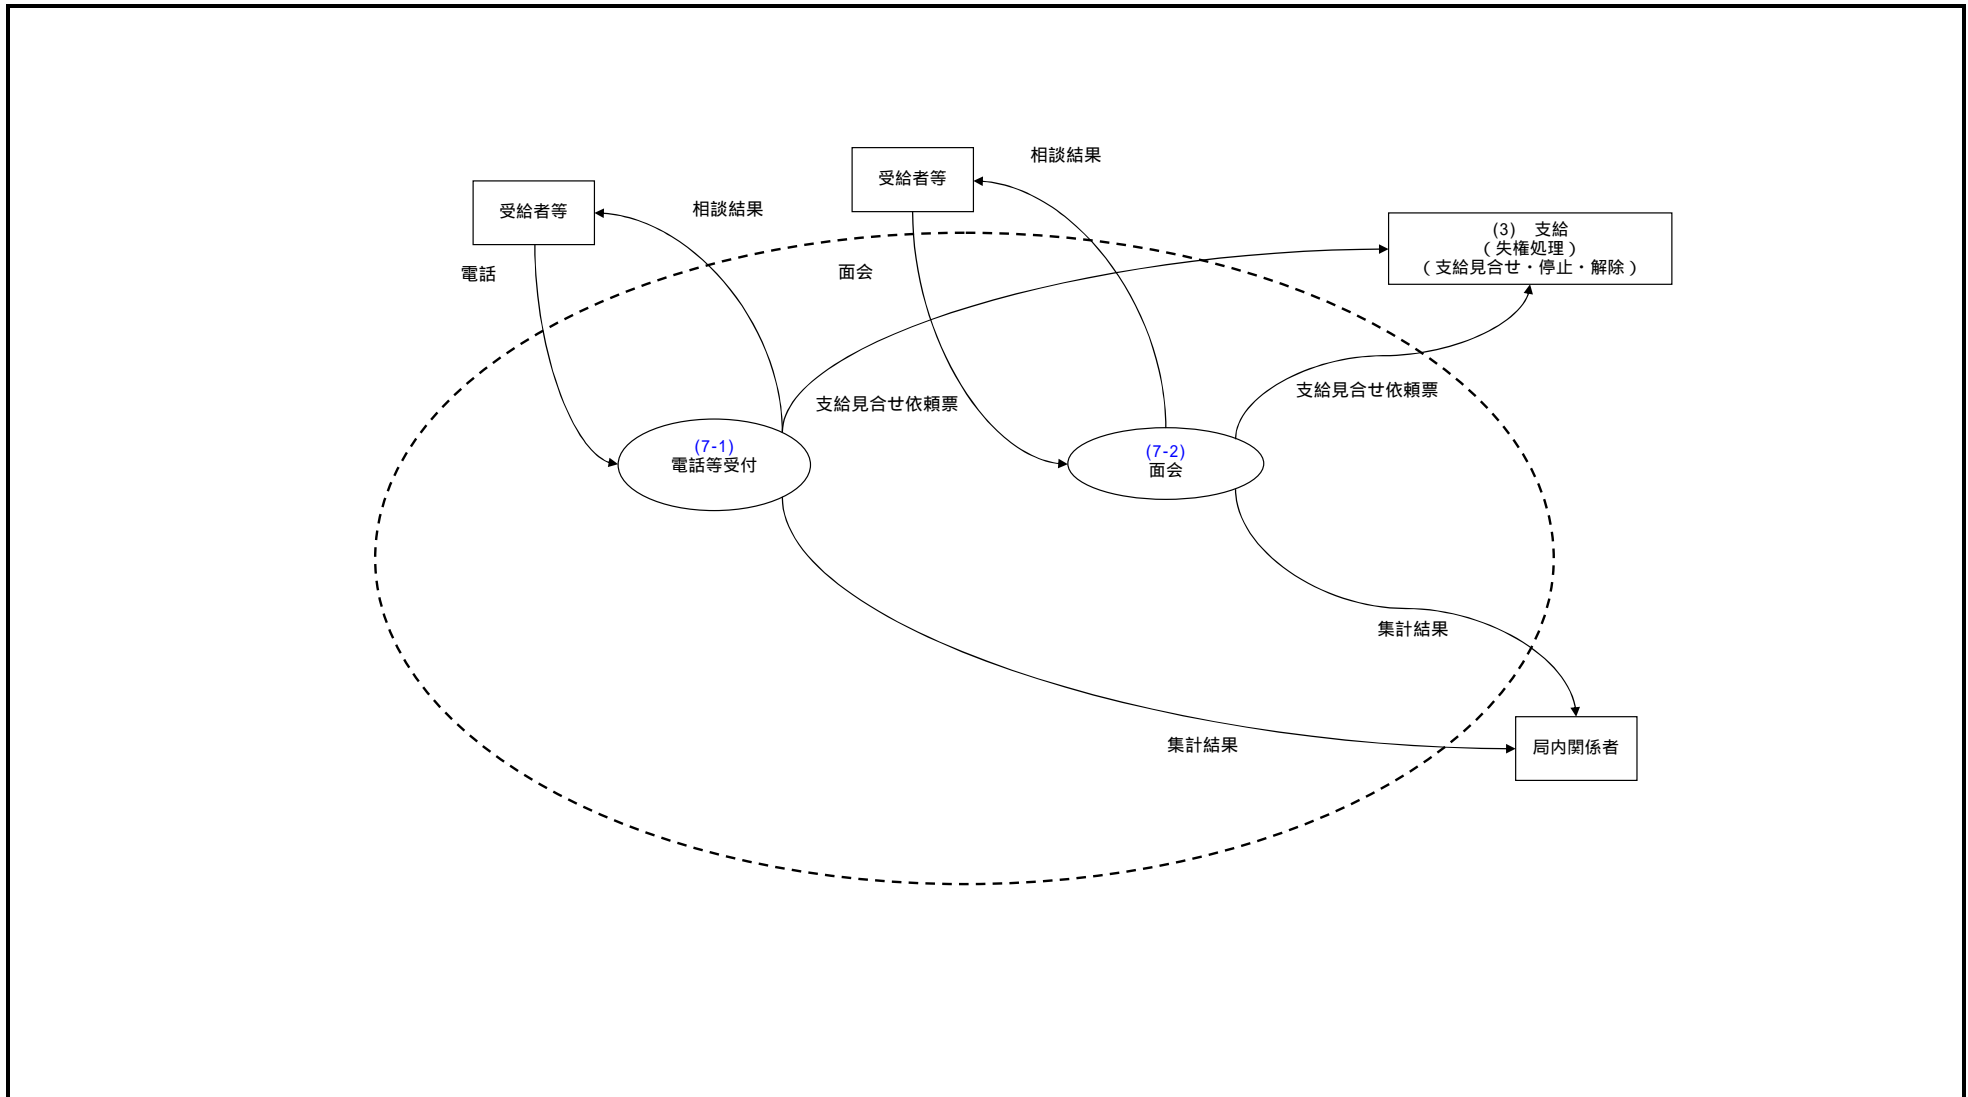 相談結果
受給者等
相談結果
受給者等
(3) 支給
(失権処理)
(支給見合せ・停止・解除)
電話
面会
支給見合せ依頼票
支給見合せ依頼票
(7-1)
電話等受付
(7-2)
面会
集計結果
集計結果
局内関係者